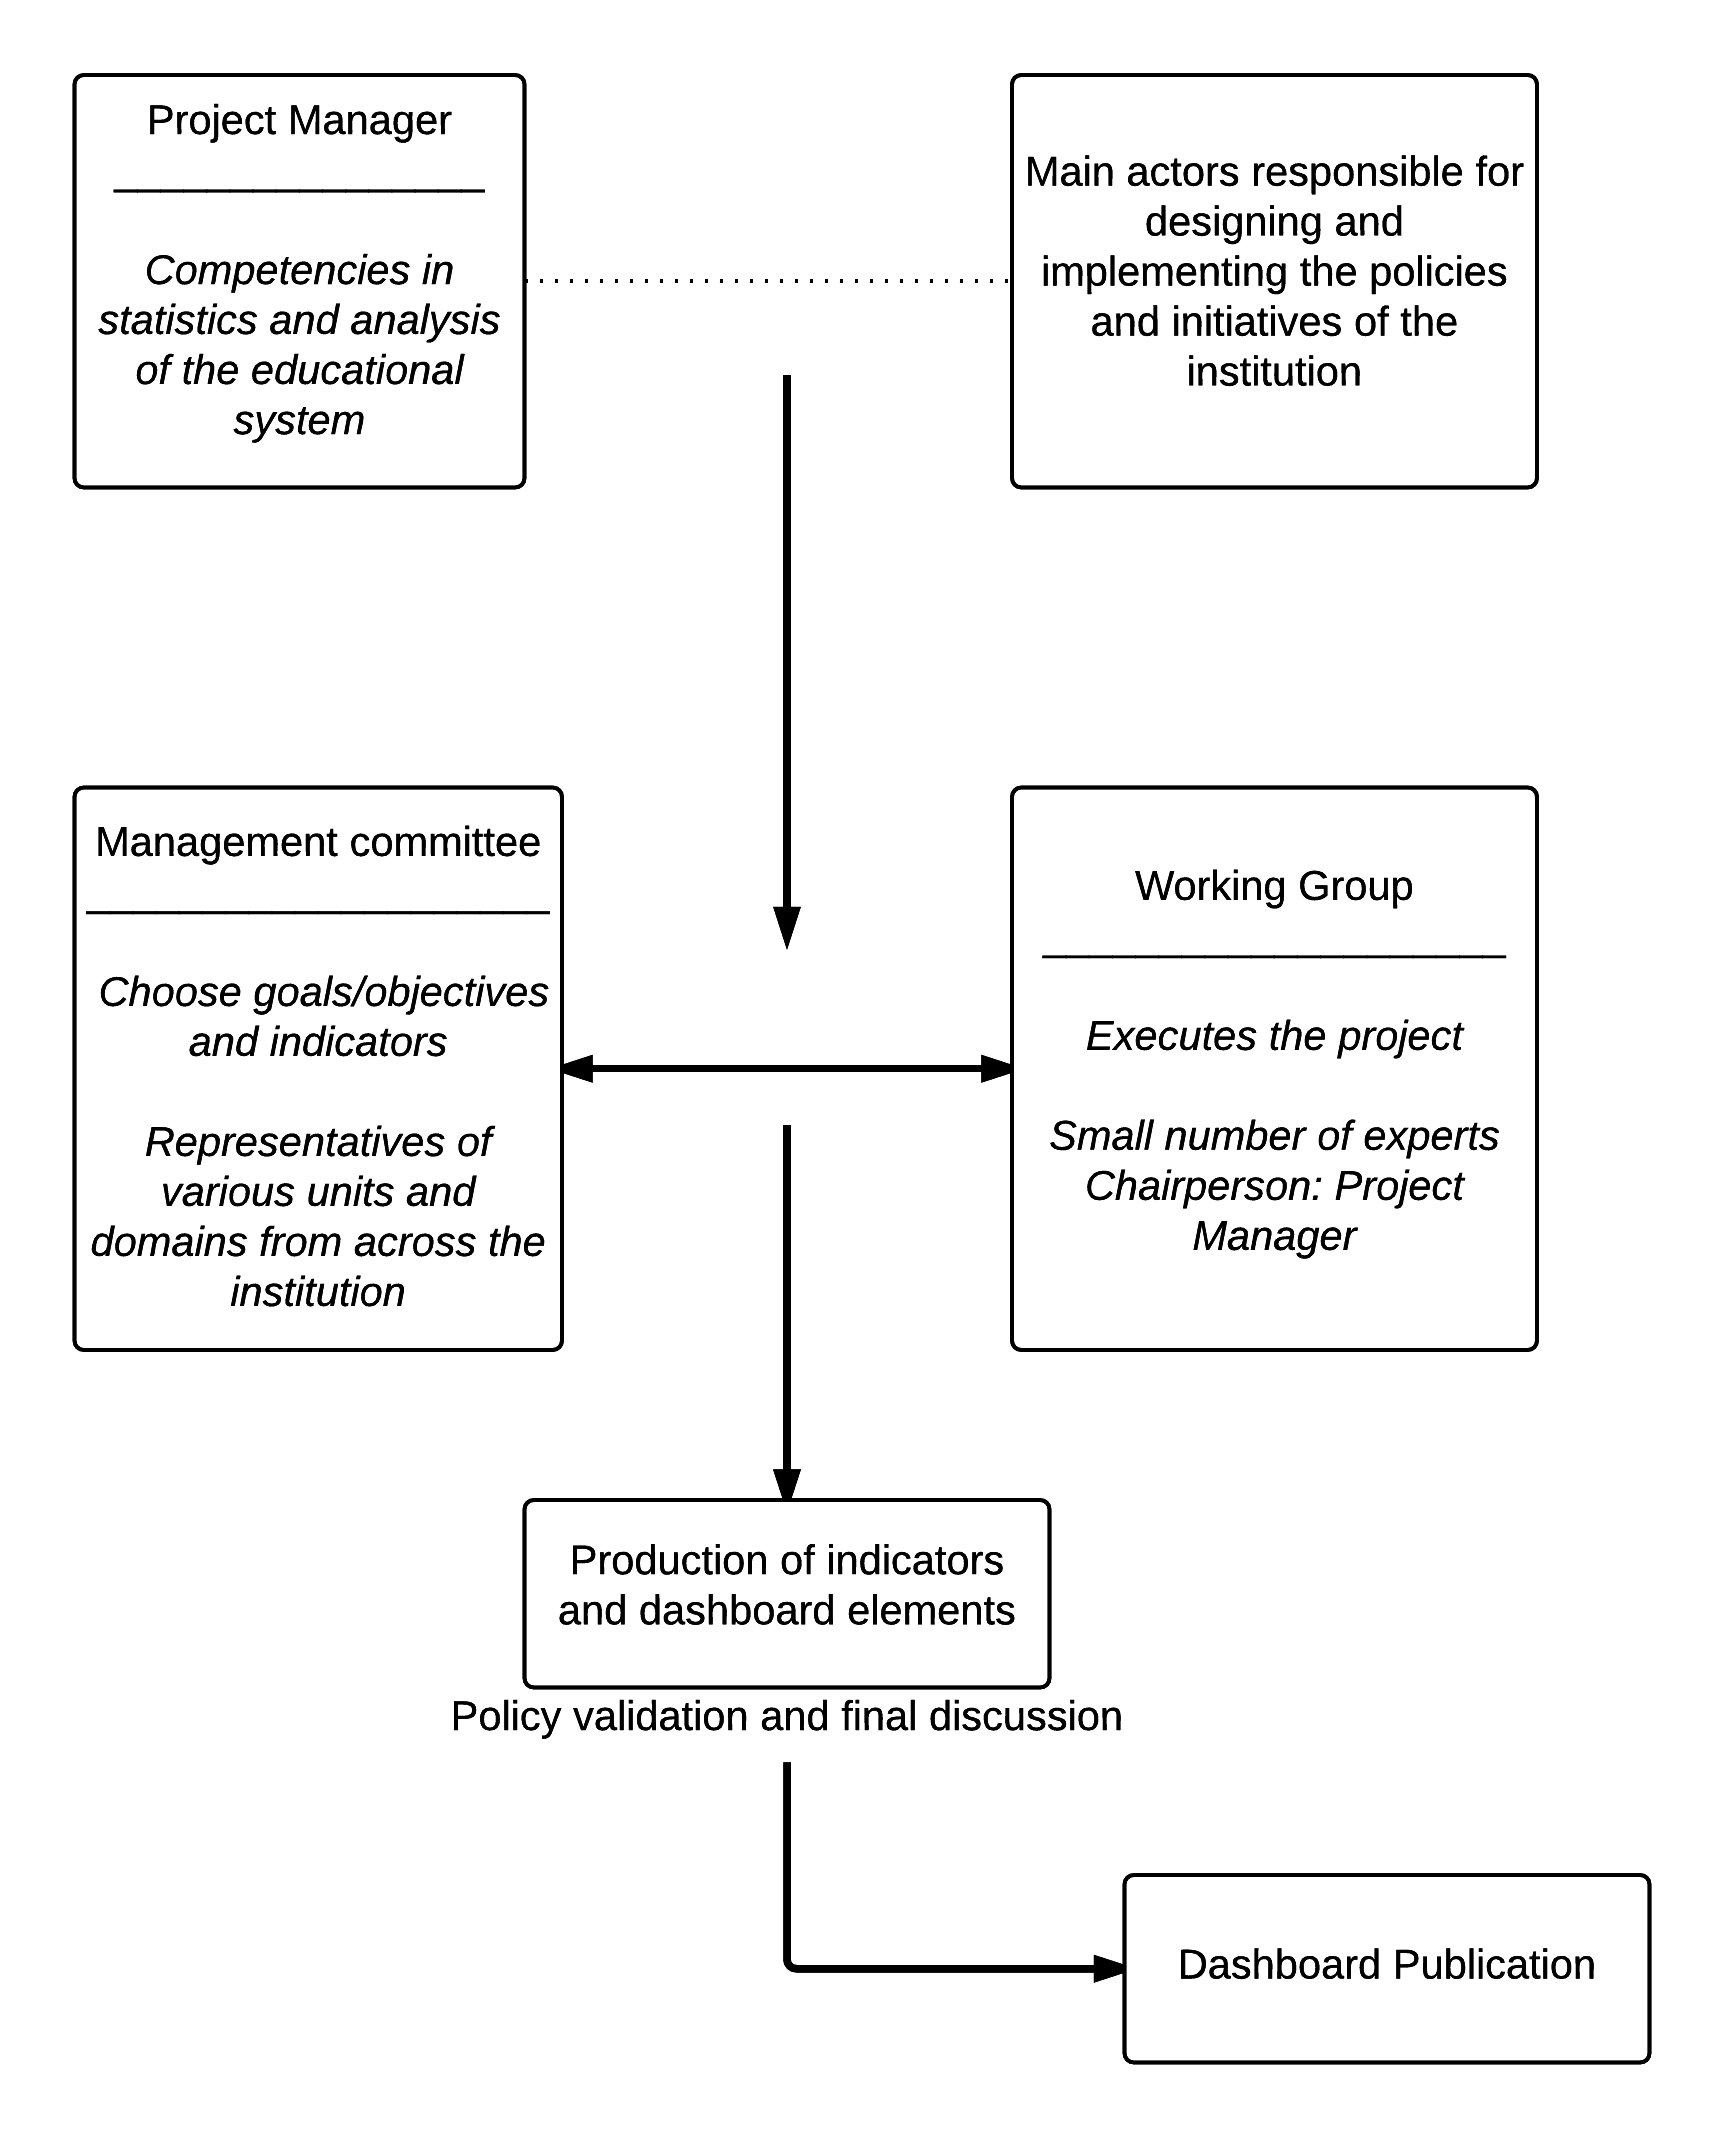 Project Manager
Competencies in
statistics and analysis
of the educational
system
Main actors responsible for
designing and
implementing the policies
and initiatives of the
institution
Management committee
Choose goals/objectives
and indicators
Representatives of
various units and
domains from across the
institution
Working Group
Executes the project
Small number of experts
Chairperson: Project
Manager
Production of indicators
and dashboard elements
Policy validation and final discussion
Dashboard Publication